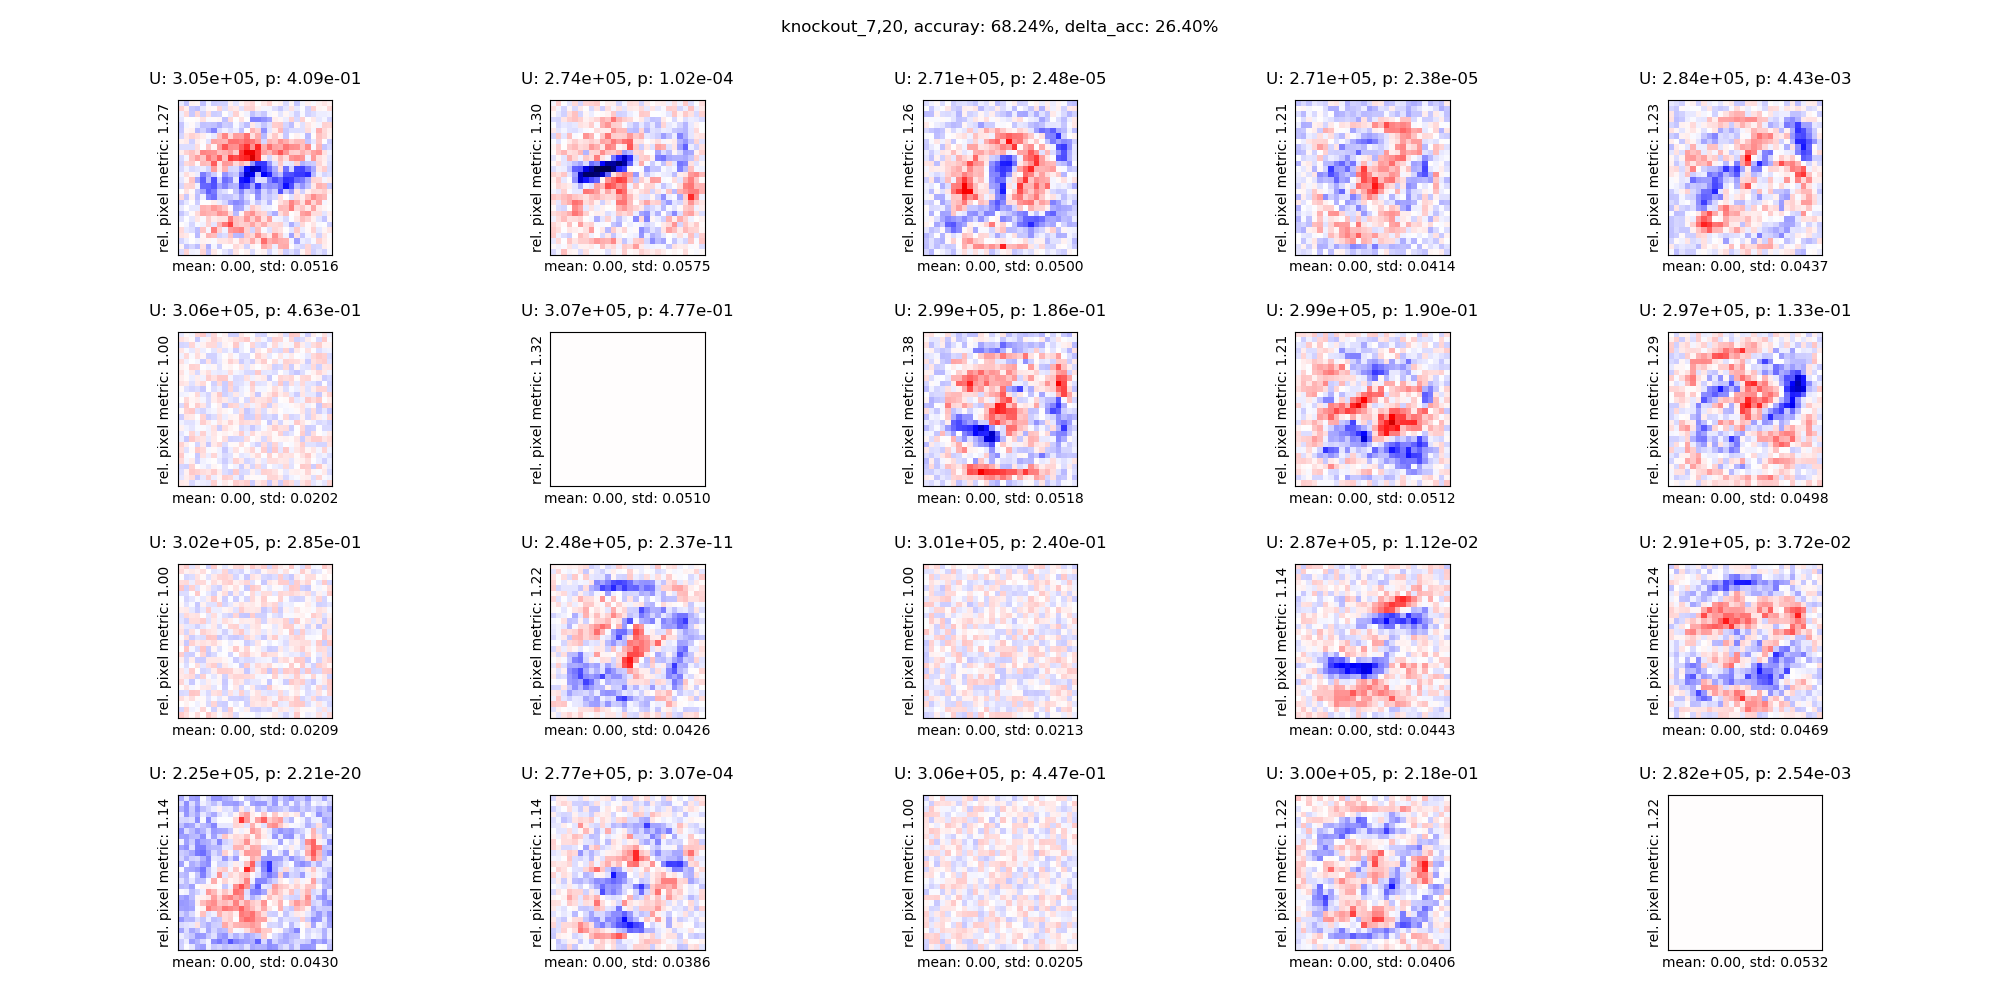 knockout_7,20, accuray: 68.24%, delta_acc: 26.40%
U: 3.05e+05, p: 4.09e-01
rel. pixel metric: 1.27
mean: 0.00, std: 0.0516
U: 2.74e+05, p: 1.02e-04
rel. pixel metric: 1.30
mean: 0.00, std: 0.0575
U: 2.71e+05, p: 2.48e-05
rel. pixel metric: 1.26
mean: 0.00, std: 0.0500
U: 2.71e+05, p: 2.38e-05
rel. pixel metric: 1.21
mean: 0.00, std: 0.0414
U: 2.84e+05, p: 4.43e-03
rel. pixel metric: 1.23
mean: 0.00, std: 0.0437
U: 3.06e+05, p: 4.63e-01
rel. pixel metric: 1.00
mean: 0.00, std: 0.0202
U: 3.07e+05, p: 4.77e-01
rel. pixel metric: 1.32
mean: 0.00, std: 0.0510
U: 2.99e+05, p: 1.86e-01
rel. pixel metric: 1.38
mean: 0.00, std: 0.0518
U: 2.99e+05, p: 1.90e-01
rel. pixel metric: 1.21
mean: 0.00, std: 0.0512
U: 2.97e+05, p: 1.33e-01
rel. pixel metric: 1.29
mean: 0.00, std: 0.0498
U: 3.02e+05, p: 2.85e-01
rel. pixel metric: 1.00
mean: 0.00, std: 0.0209
U: 2.48e+05, p: 2.37e-11
rel. pixel metric: 1.22
mean: 0.00, std: 0.0426
U: 3.01e+05, p: 2.40e-01
rel. pixel metric: 1.00
mean: 0.00, std: 0.0213
U: 2.87e+05, p: 1.12e-02
rel. pixel metric: 1.14
mean: 0.00, std: 0.0443
U: 2.91e+05, p: 3.72e-02
rel. pixel metric: 1.24
mean: 0.00, std: 0.0469
U: 2.25e+05, p: 2.21e-20
rel. pixel metric: 1.14
mean: 0.00, std: 0.0430
U: 2.77e+05, p: 3.07e-04
rel. pixel metric: 1.14
mean: 0.00, std: 0.0386
U: 3.06e+05, p: 4.47e-01
rel. pixel metric: 1.00
mean: 0.00, std: 0.0205
U: 3.00e+05, p: 2.18e-01
rel. pixel metric: 1.22
mean: 0.00, std: 0.0406
U: 2.82e+05, p: 2.54e-03
rel. pixel metric: 1.22
mean: 0.00, std: 0.0532